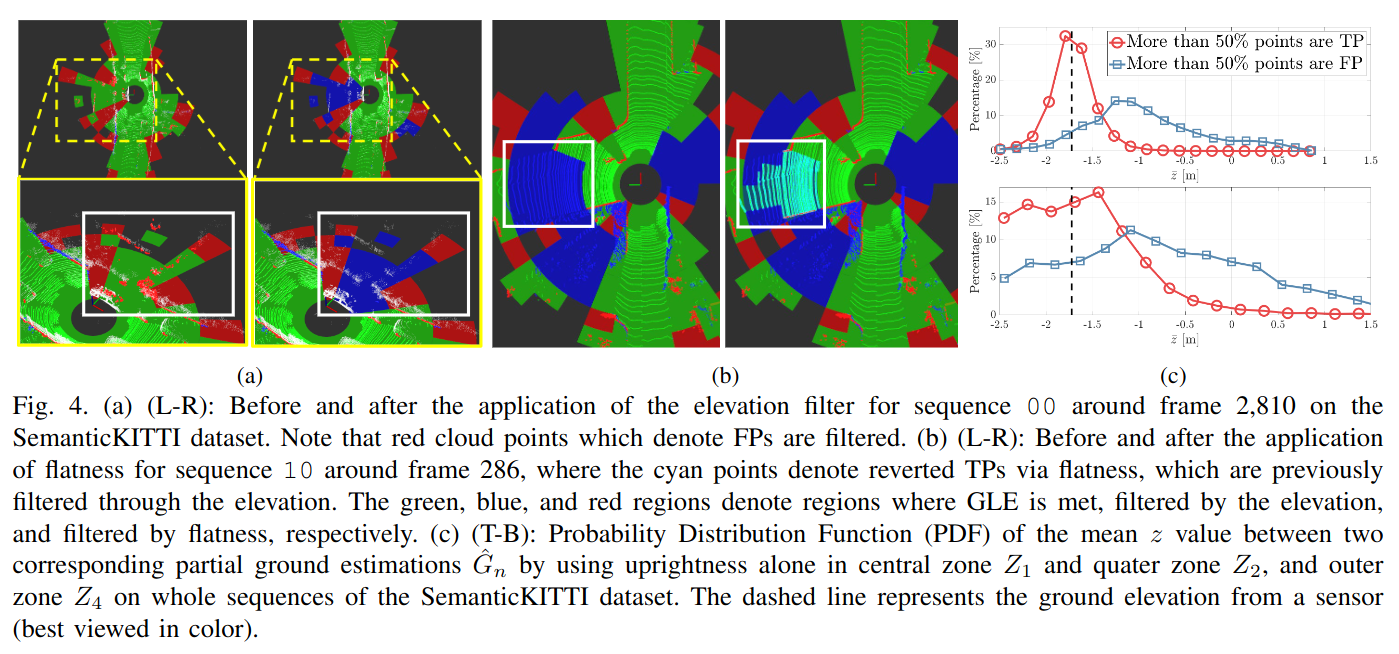 More than 50% points are TP
More than 50% points are FP
Percentage [%]
30
20
10
0
-2.5 -2 -1.5 -1 -0.5 0 0.5 1 1.5
z̄ [m]
Percentage [%]
15
10
5
0
-2.5 -2 -1.5 -1 -0.5 0 0.5 1 1.5
z̄ [m]
(a) (b) (c)
Fig. 4. (a) (L-R): Before and after the application of the elevation filter for sequence 00 around frame 2,810 on the
SemanticKITTI dataset. Note that red cloud points which denote FPs are filtered. (b) (L-R): Before and after the application
of flatness for sequence 10 around frame 286, where the cyan points denote reverted TPs via flatness, which are previously
filtered through the elevation. The green, blue, and red regions denote regions where GLE is met, filtered by the elevation,
and filtered by flatness, respectively. (c) (T-B): Probability Distribution Function (PDF) of the mean z value between two
corresponding partial ground estimations Ĝₙ by using uprightness alone in central zone Z₁ and quater zone Z₂, and outer
zone Z₄ on whole sequences of the SemanticKITTI dataset. The dashed line represents the ground elevation from a sensor
(best viewed in color).